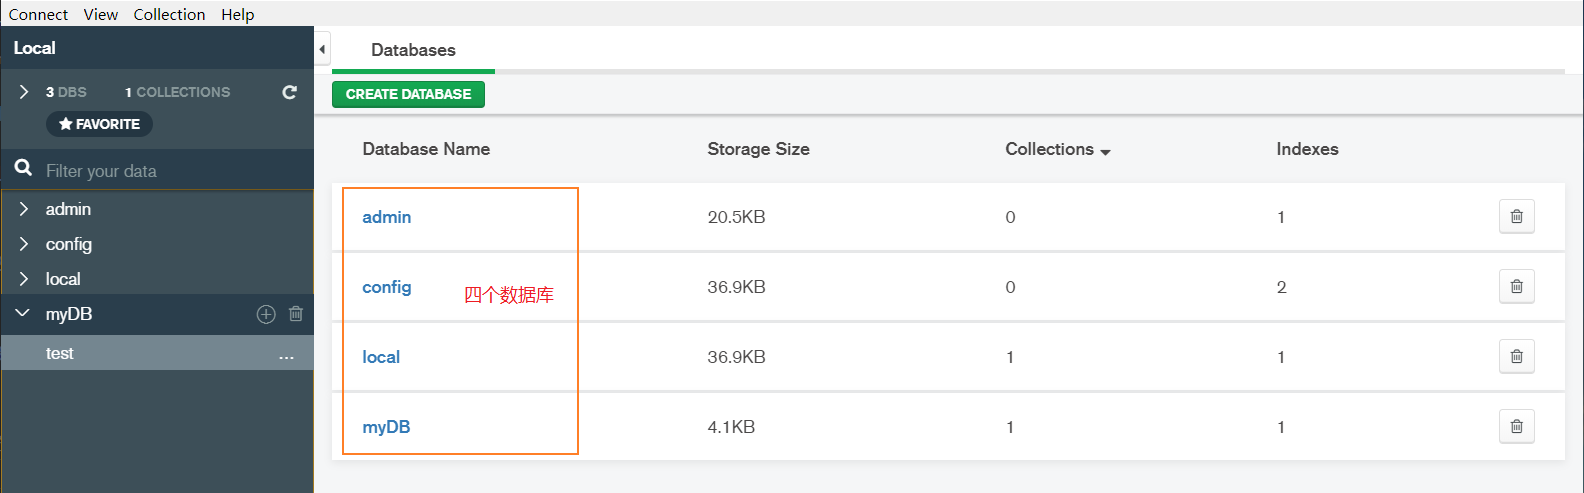 Connect View Collection Help
Local
3 DBS 1 COLLECTIONS
FAVORITE
Filter your data
admin
config
local
myDB
test ...
Databases
CREATE DATABASE
Database Name Storage Size Collections Indexes
admin 20.5KB 0 1
config 四个数据库 36.9KB 0 2
local 36.9KB 1 1
myDB 4.1KB 1 1